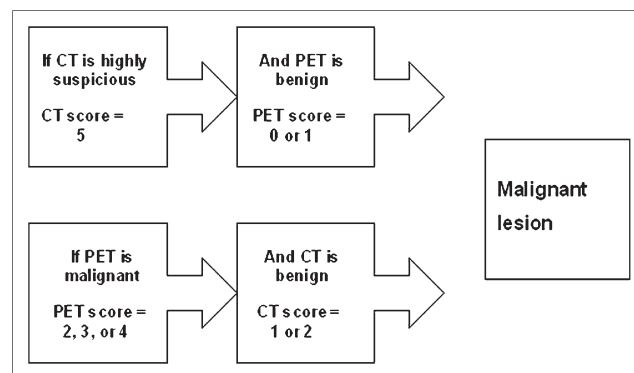 If CT is highly
suspicious
CT score =
5
And PET is
benign
PET score =
0 or 1
If PET is
malignant
PET score =
2, 3, or 4
And CT is
benign
CT score =
1 or 2
Malignant
lesion